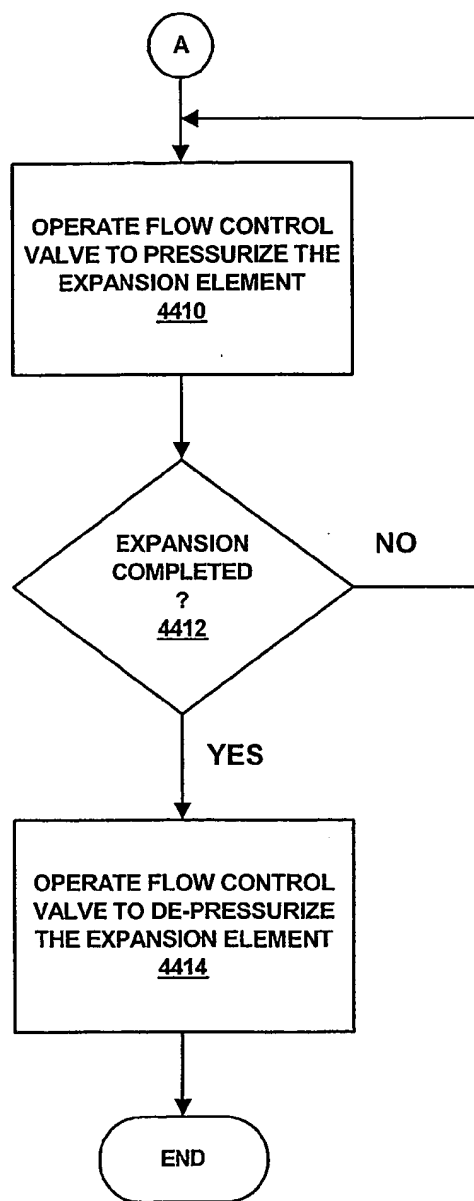 A
OPERATE FLOW CONTROL
VALVE TO PRESSURIZE THE
EXPANSION ELEMENT
4410
EXPANSION
COMPLETED
?
4412
NO
YES
OPERATE FLOW CONTROL
VALVE TO DE-PRESSURIZE
THE EXPANSION ELEMENT
4414
END